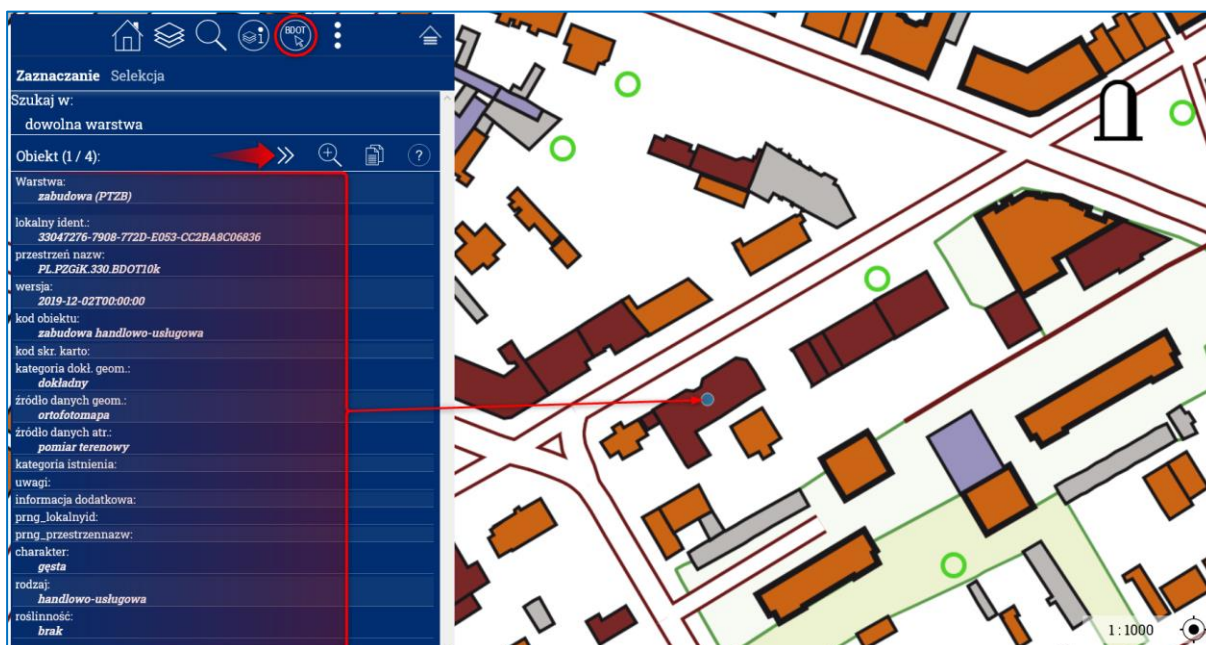 BDOT
Zaznaczanie Selekcja
Szukaj w:
dowolna warstwa
Obiekt (1 / 4):
?
Warstwa:
zabudowa (PTZB)
lokalny ident.:
33047276-7908-772D-E053-CC2BA8C06836
przestrzeń nazw:
PL.PZGiK.330.BDOT10k
wersja:
2019-12-02T00:00:00
kod obiektu:
zabudowa handlowo-usługowa
kod skr. karto:
kategoria dokł. geom.:
dokładny
źródło danych geom.:
ortofotomapa
źródło danych atr.:
pomiar terenowy
kategoria istnienia:
uwagi:
informacja dodatkowa:
prng_lokalnyid:
prng_przestrzennazw:
charakter:
gęsta
rodzaj:
handlowo-usługowa
roślinność:
brak
1 : 1000